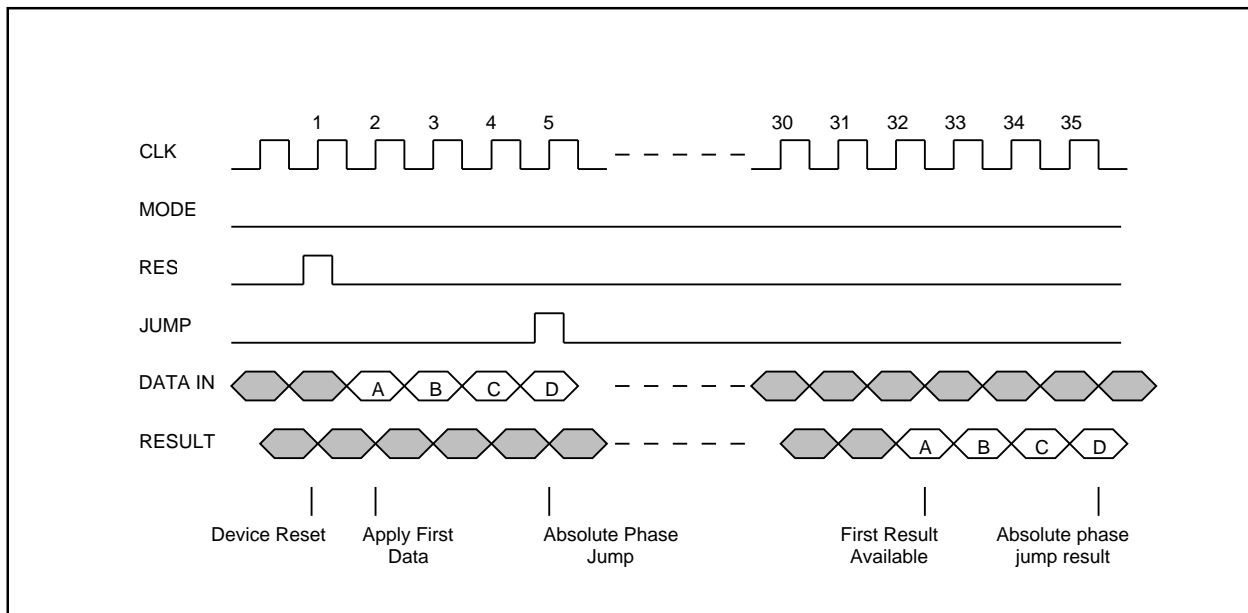 1 2 3 4 5 30 31 32 33 34 35
CLK
MODE
RES
JUMP
DATA IN A B C D
RESULT A B C D
Device Reset Apply First Absolute Phase First Result Absolute phase
Data Jump Available jump result